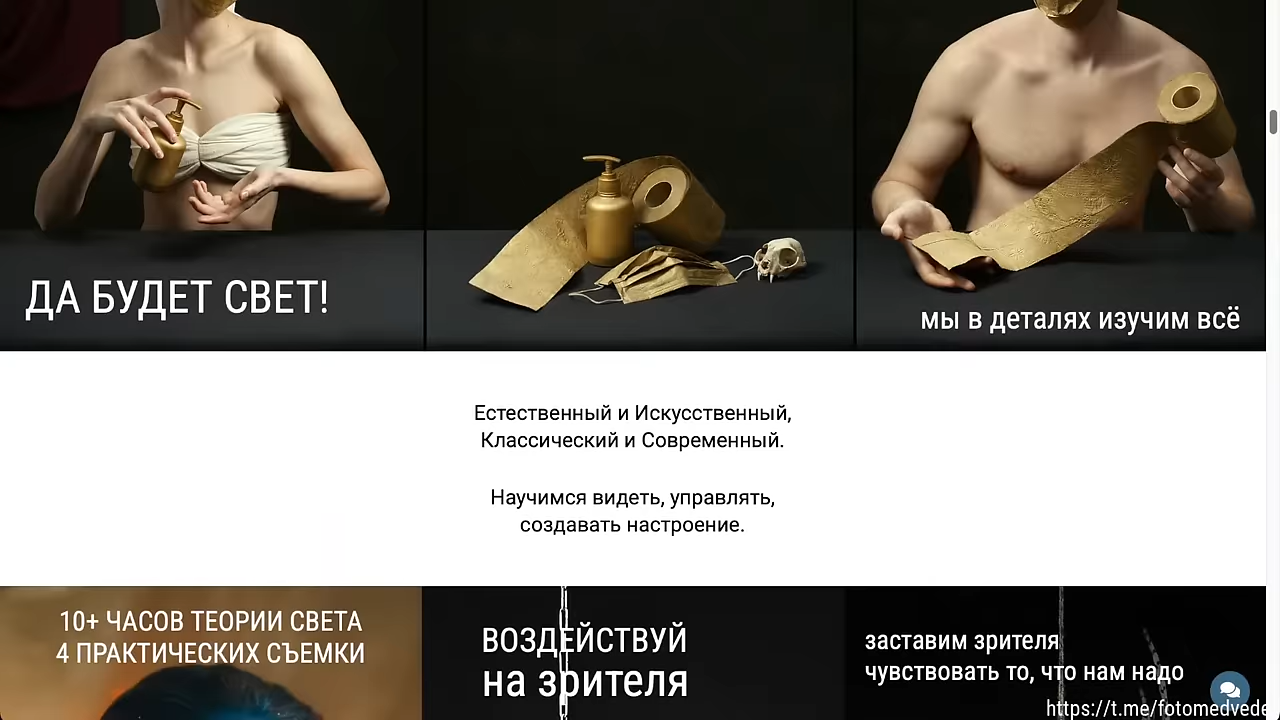 ДА БУДЕТ СВЕТ!
мы в деталях изучим всё
Естественный и Искусственный,
Классический и Современный.
Научимся видеть, управлять,
создавать настроение.
10+ ЧАСОВ ТЕОРИИ СВЕТА
4 ПРАКТИЧЕСКИХ СЪЕМКИ
ВОЗДЕЙСТВУЙ
на зрителя
заставим зрителя
чувствовать то, что нам надо
https://t.me/fotomedvede